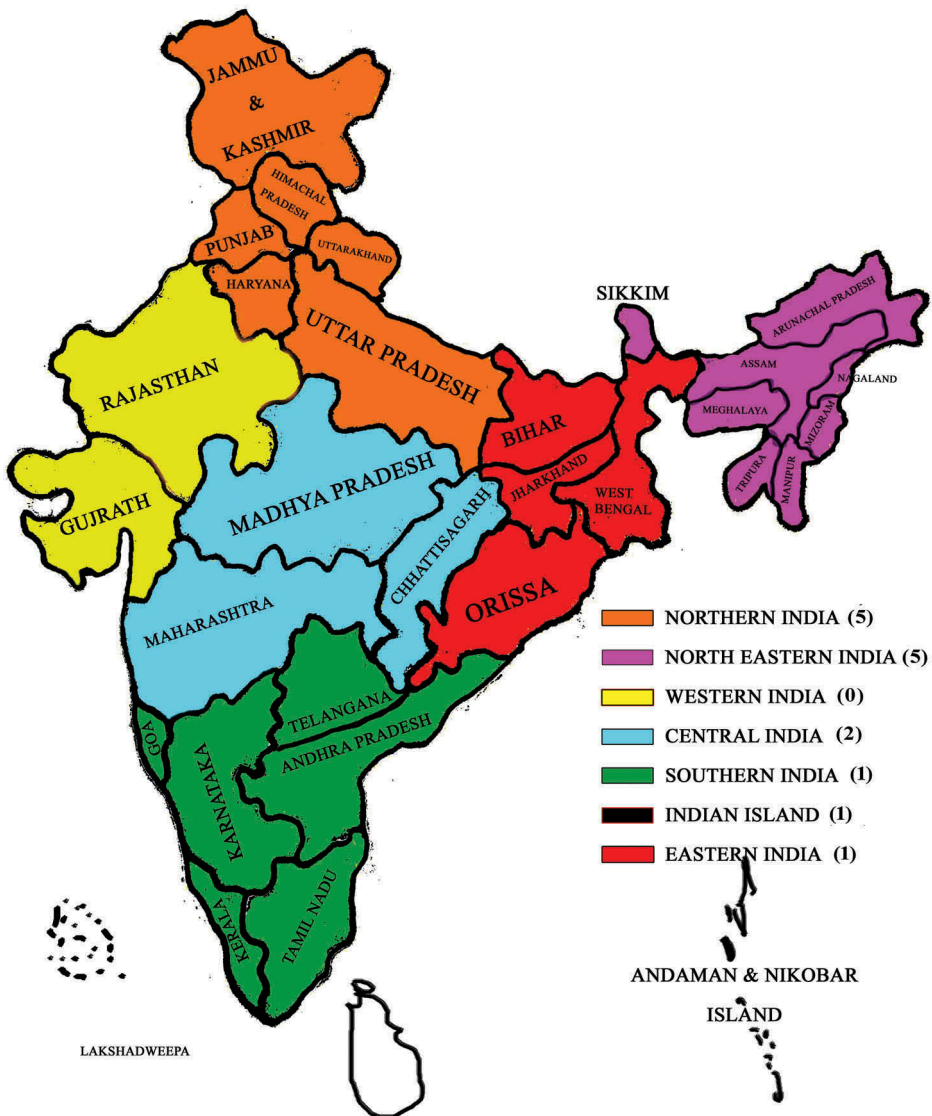 JAMMU
&
KASHMIR
HIMACHAL
PRADESH
PUNJAB
UTTARAKHAND
HARYANA
UTTAR PRADESH
SIKKIM
ARUNACHAL PRADESH
ASSAM
NAGALAND
MEGHALAYA
MIZORAM
TRIPURA
MANIPUR
RAJASTHAN
BIHAR
JHARKHAND
WEST
BENGAL
GUJRATH
MADHYA PRADESH
CHHATTISAGARH
ORISSA
MAHARASHTRA
TELANGANA
GOA
ANDHRA PRADESH
KARNATAKA
KERALA
TAMIL NADU
NORTHERN INDIA (5)
NORTH EASTERN INDIA (5)
WESTERN INDIA (0)
CENTRAL INDIA (2)
SOUTHERN INDIA (1)
INDIAN ISLAND (1)
EASTERN INDIA (1)
ANDAMAN & NIKOBAR
ISLAND
LAKSHADWEEPA